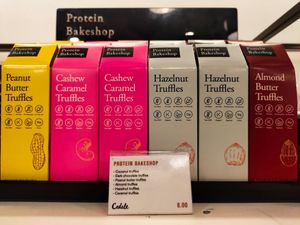 Protein
Bakeshop
Protein
Bakeshop
Peanut
Butter
Truffles
Protein
Bakeshop
Cashew
Caramel
Truffles
Protein
Bakeshop
Cashew
Caramel
Truffles
Protein
Bakeshop
Hazelnut
Truffles
Protein
Bakeshop
Hazelnut
Truffles
Protein
Bakeshop
Almond
Butter
Truffles
PROTEIN BAKESHOP
- Coconut truffles
- Dark chocolate truffles
- Peanut butter truffles
- Almond truffles
- Hazelnut truffles
- Caramel truffles
8.00